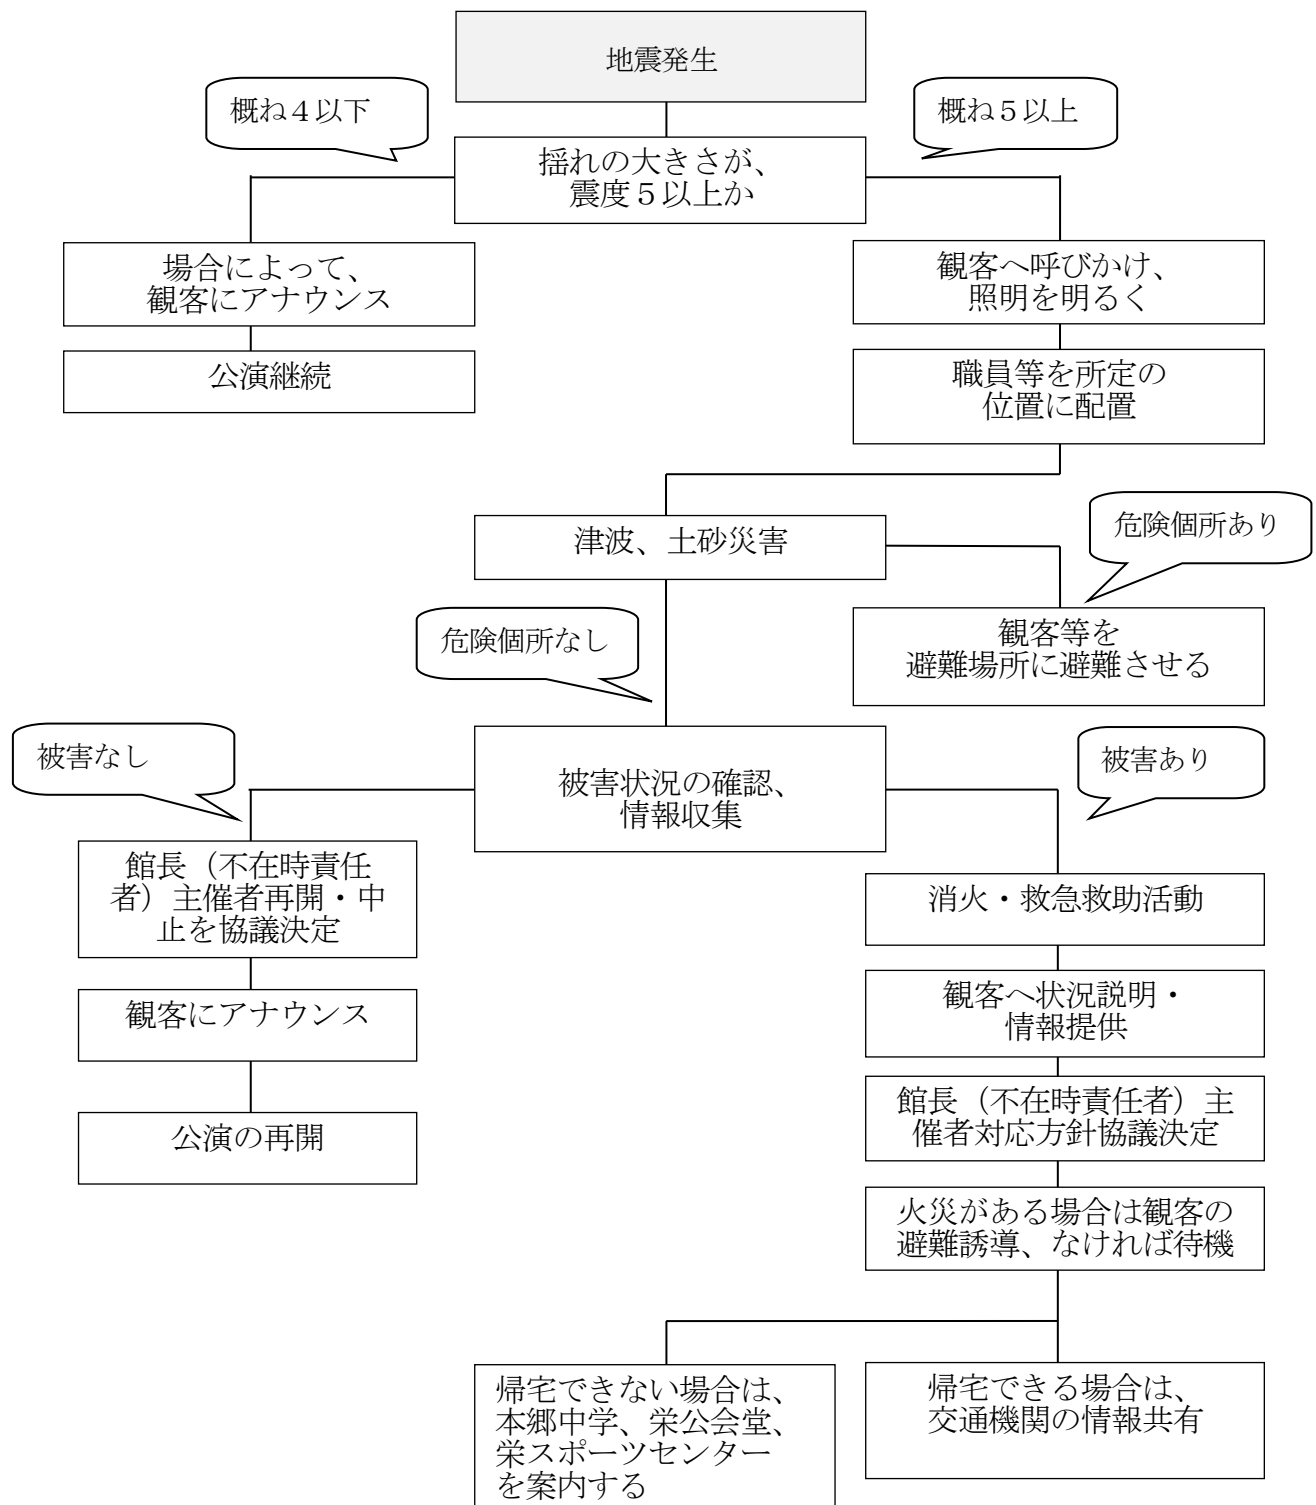 地震発生
概ね４以下
概ね５以上
揺れの大きさが、
震度５以上か
場合によって、
観客にアナウンス
公演継続
観客へ呼びかけ、
照明を明るく
職員等を所定の
位置に配置
津波、土砂災害
危険個所あり
観客等を
避難場所に避難させる
危険個所なし
被害状況の確認、
情報収集
被害なし
被害あり
館長（不在時責任
者）主催者再開・中
止を協議決定
観客にアナウンス
公演の再開
消火・救急救助活動
観客へ状況説明・
情報提供
館長（不在時責任者）主
催者対応方針協議決定
火災がある場合は観客の
避難誘導、なければ待機
帰宅できない場合は、
本郷中学、栄公会堂、
栄スポーツセンター
を案内する
帰宅できる場合は、
交通機関の情報共有